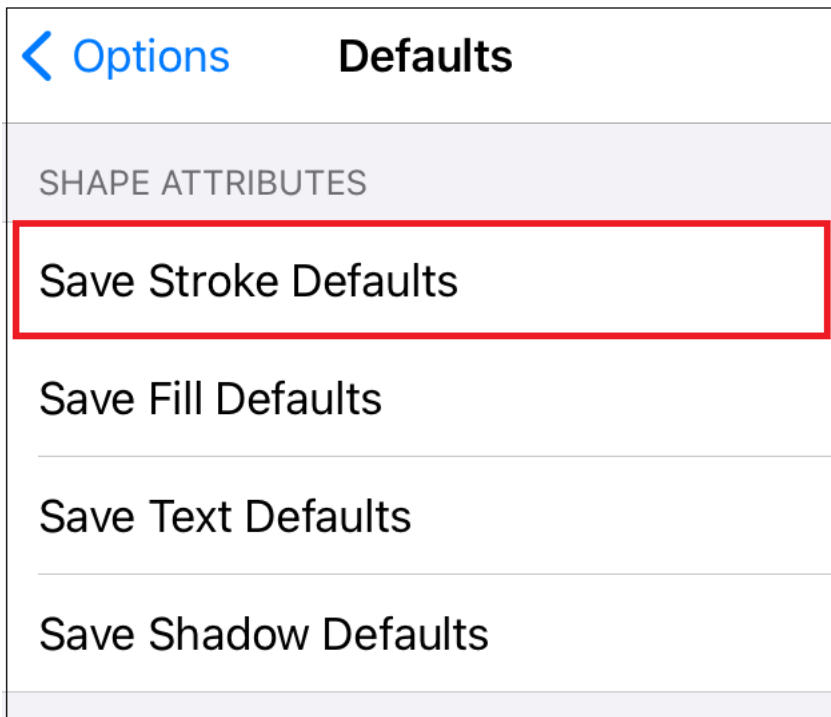 Options
Defaults
SHAPE ATTRIBUTES
Save Stroke Defaults
Save Fill Defaults
Save Text Defaults
Save Shadow Defaults